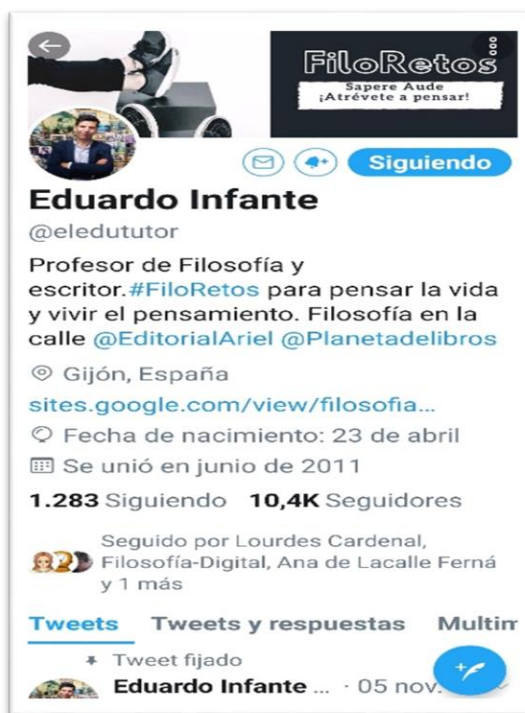 FiloRetos
Sapere Aude
¡Atrévete a pensar!
Siguiendo
Eduardo Infante
@eledututor
Profesor de Filosofía y
escritor.#FiloRetos para pensar la vida
y vivir el pensamiento. Filosofía en la
calle @EditorialAriel @Planetadelibros
Gijón, España
sites.google.com/view/filosofia...
Fecha de nacimiento: 23 de abril
Se unió en junio de 2011
1.283 Siguiendo 10,4K Seguidores
Seguido por Lourdes Cardenal,
Filosofía-Digital, Ana de Lacalle Ferná
y 1 más
Tweets Tweets y respuestas Multim
Tweet fijado
Eduardo Infante ... · 05 nov.